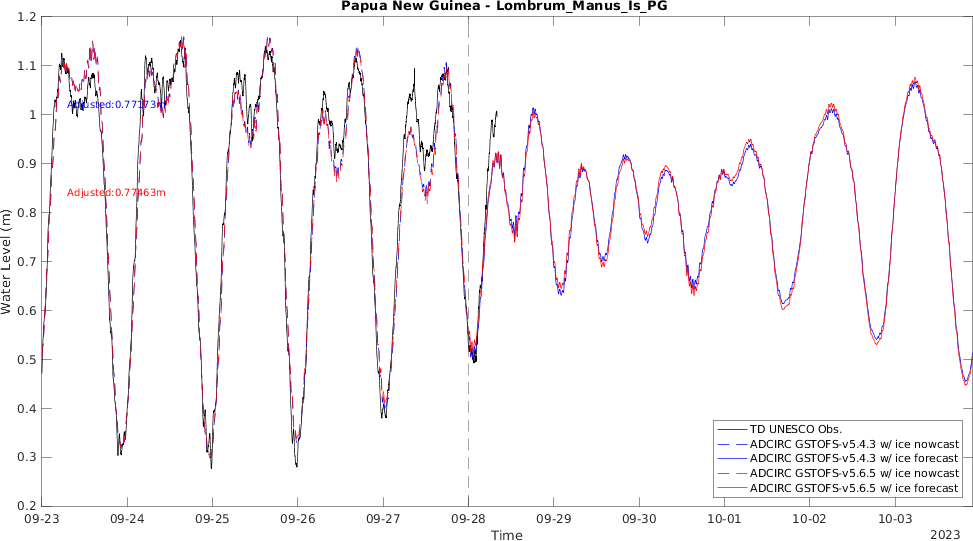 Papua New Guinea - Lombrum_Manus_Is_PG
1.2
1.1
1
0.9
0.8
0.7
0.6
0.5
0.4
0.3
0.2
Water Level (m)
Adjusted:0.77173m
Adjusted:0.77463m
TD UNESCO Obs.
ADCIRC GSTOFS-v5.4.3 w/ ice nowcast
ADCIRC GSTOFS-v5.4.3 w/ ice forecast
ADCIRC GSTOFS-v5.6.5 w/ ice nowcast
ADCIRC GSTOFS-v5.6.5 w/ ice forecast
09-23 09-24 09-25 09-26 09-27 09-28 09-29 09-30 10-01 10-02 10-03
Time
2023